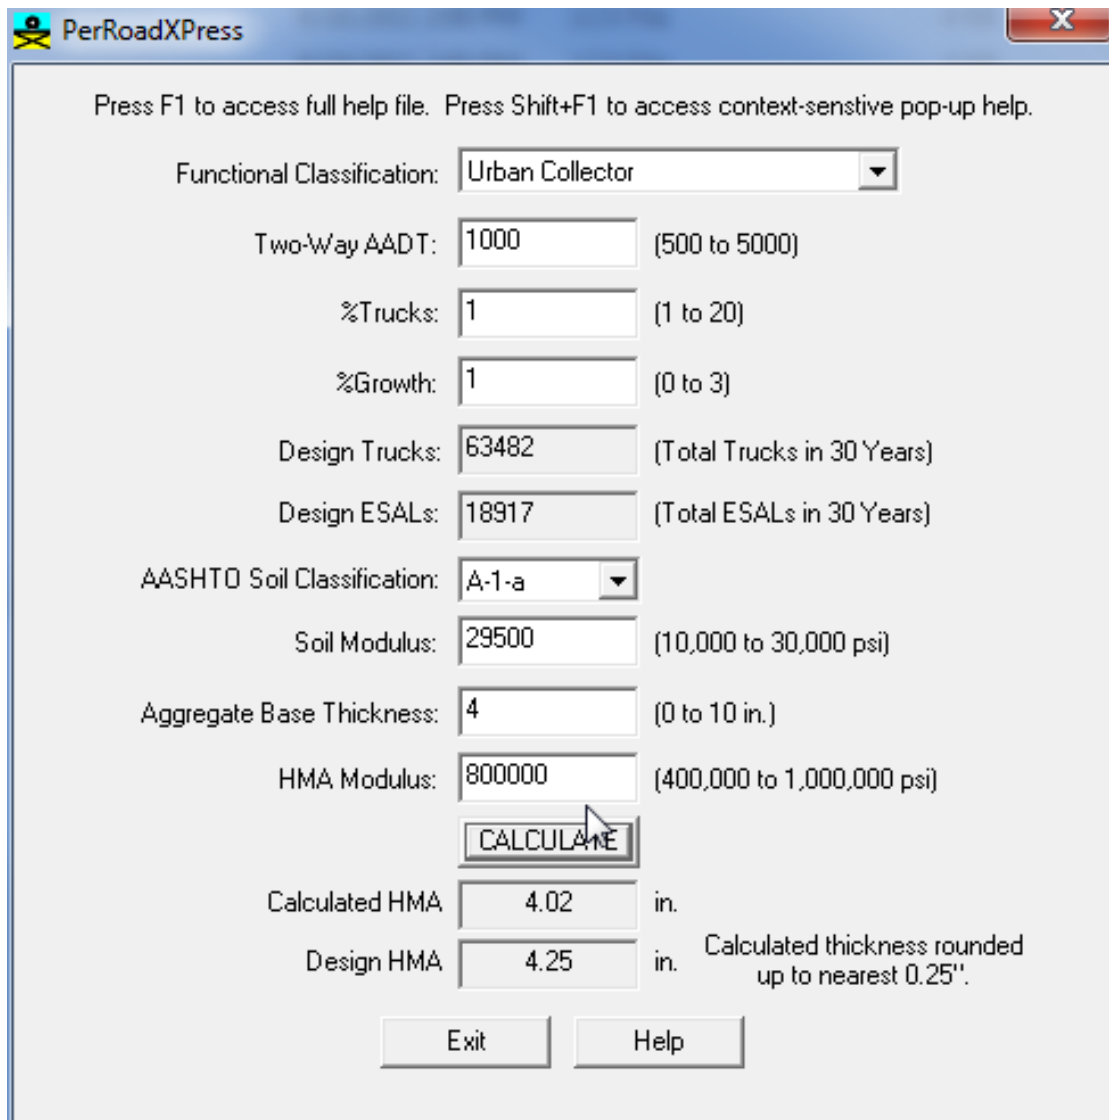 PerRoadXPress
X
Press F1 to access full help file. Press Shift+F1 to access context-senstive pop-up help.
Functional Classification: Urban Collector
Two-Way AADT: 1000 (500 to 5000)
%Trucks: 1 (1 to 20)
%Growth: 1 (0 to 3)
Design Trucks: 63482 (Total Trucks in 30 Years)
Design ESALs: 18917 (Total ESALs in 30 Years)
AASHTO Soil Classification: A-1-a
Soil Modulus: 29500 (10,000 to 30,000 psi)
Aggregate Base Thickness: 4 (0 to 10 in.)
HMA Modulus: 800000 (400,000 to 1,000,000 psi)
CALCULATE
Calculated HMA 4.02 in.
Design HMA 4.25 in. Calculated thickness rounded
up to nearest 0.25".
Exit Help